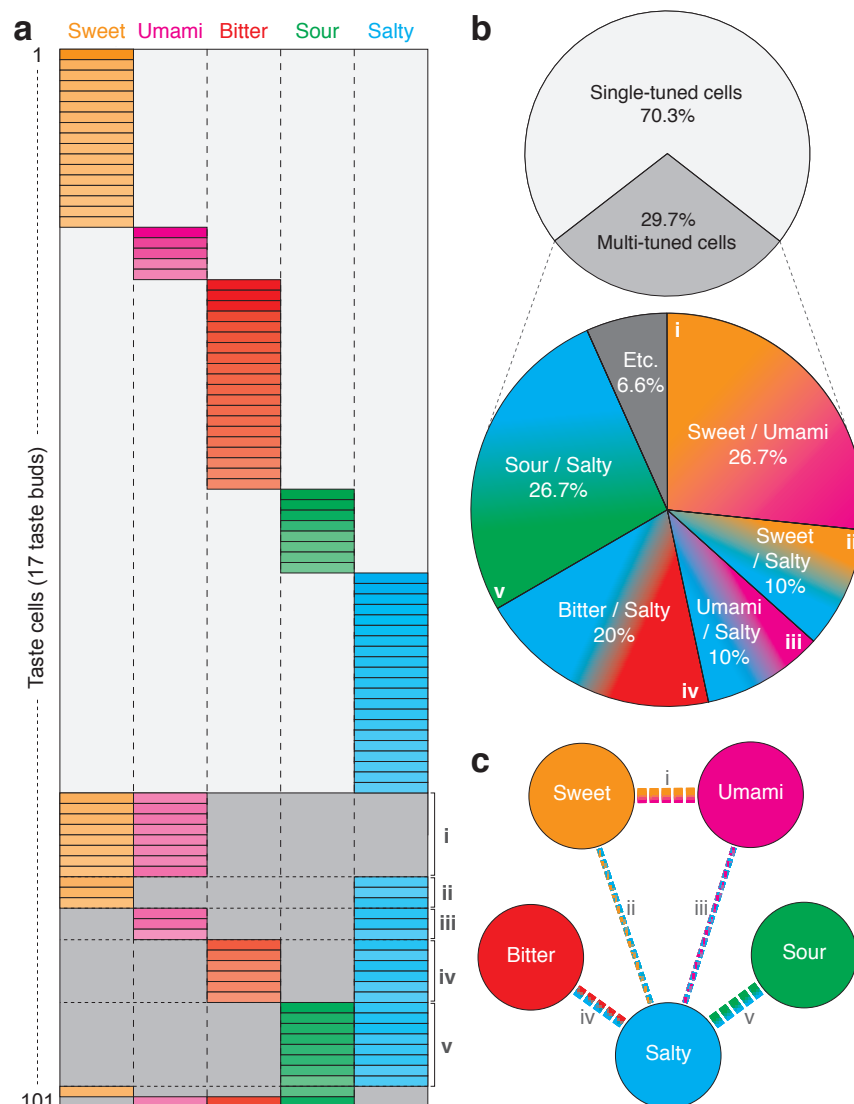 a
Sweet
Umami
Bitter
Sour
Salty
1
Taste cells (17 taste buds)
101
i
ii
iii
iv
v
b
Single-tuned cells
70.3%
29.7%
Multi-tuned cells
i
Sweet / Umami
26.7%
ii
Sweet
/ Salty
10%
iii
Umami
/ Salty
10%
iv
Bitter / Salty
20%
v
Sour / Salty
26.7%
Etc.
6.6%
c
Sweet
i
Umami
ii
iii
Bitter
Sour
iv
v
Salty